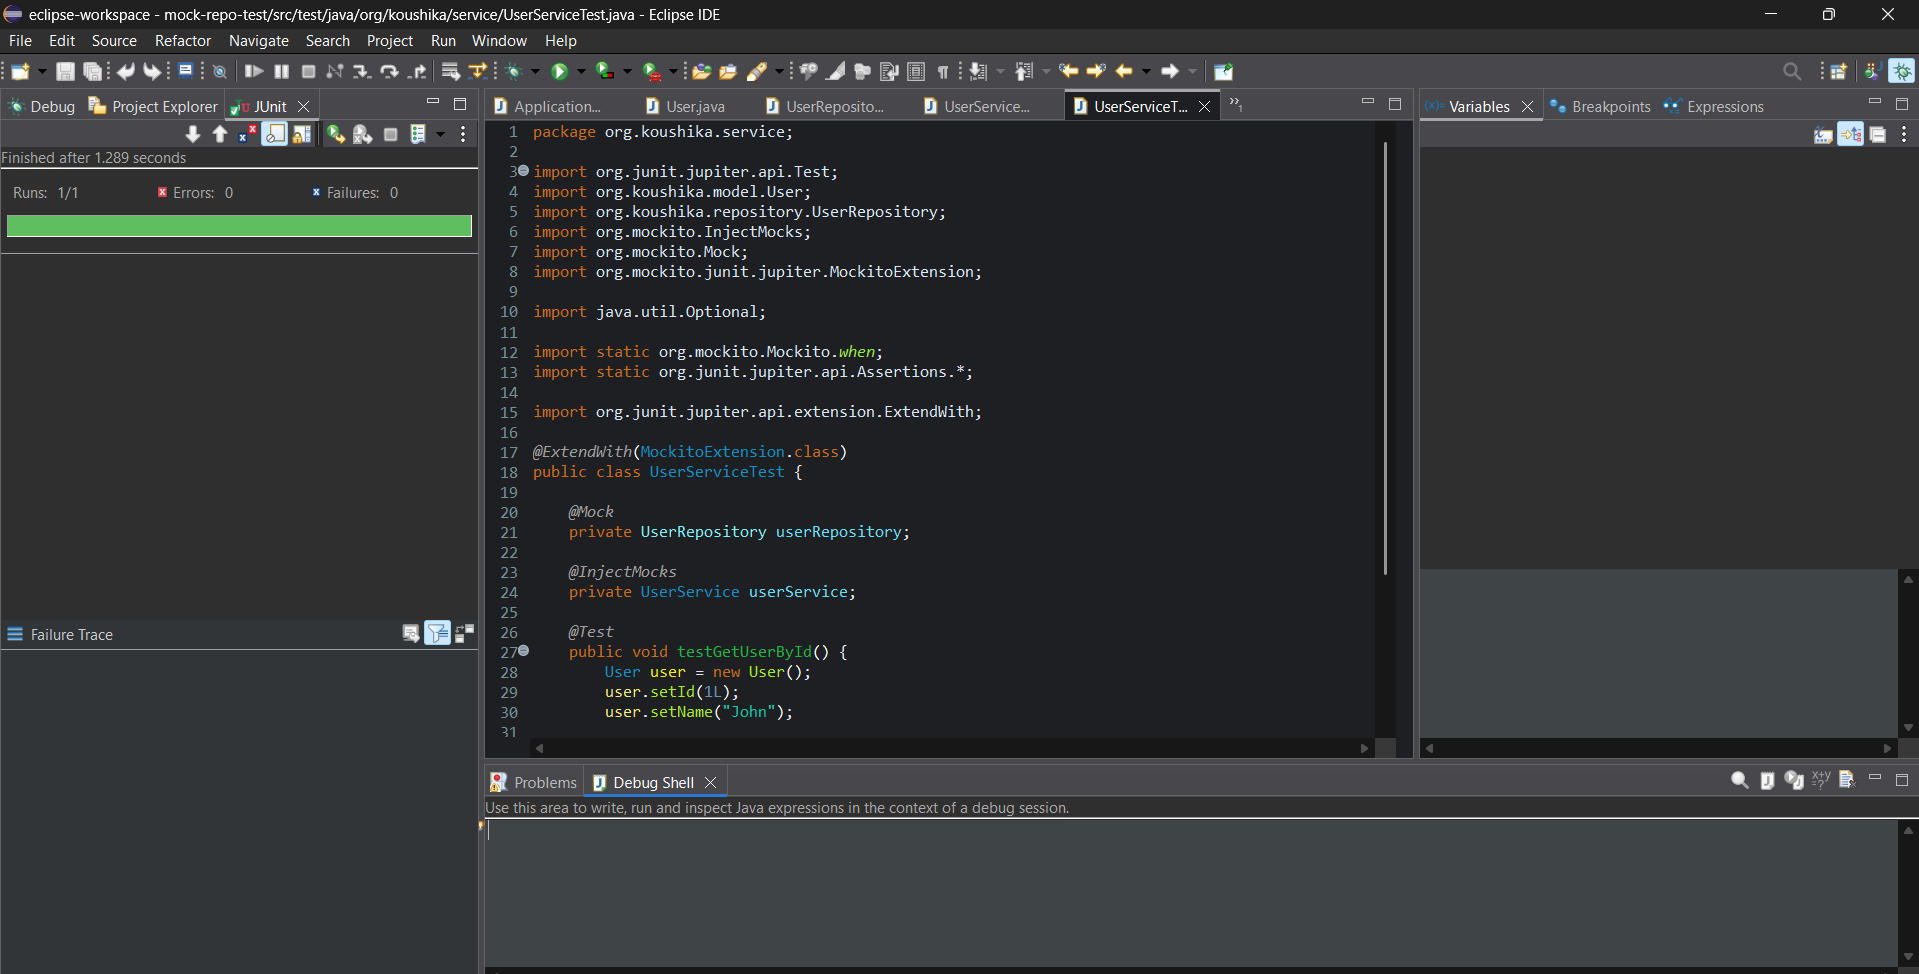 eclipse-workspace - mock-repo-test/src/test/java/org/koushika/service/UserServiceTest.java - Eclipse IDE
File Edit Source Refactor Navigate Search Project Run Window Help
Debug Project Explorer JUnit
Finished after 1.289 seconds
Runs: 1/1 Errors: 0 Failures: 0
Failure Trace
Application... User.java UserReposito... UserService... UserServiceT... »1
1 package org.koushika.service;
2
3 import org.junit.jupiter.api.Test;
4 import org.koushika.model.User;
5 import org.koushika.repository.UserRepository;
6 import org.mockito.InjectMocks;
7 import org.mockito.Mock;
8 import org.mockito.junit.jupiter.MockitoExtension;
9
10 import java.util.Optional;
11
12 import static org.mockito.Mockito.when;
13 import static org.junit.jupiter.api.Assertions.*;
14
15 import org.junit.jupiter.api.extension.ExtendWith;
16
17 @ExtendWith(MockitoExtension.class)
18 public class UserServiceTest {
19
20 @Mock
21 private UserRepository userRepository;
22
23 @InjectMocks
24 private UserService userService;
25
26 @Test
27 public void testGetUserById() {
28 User user = new User();
29 user.setId(1L);
30 user.setName("John");
31
(x)= Variables Breakpoints Expressions
Problems Debug Shell
Use this area to write, run and inspect Java expressions in the context of a debug session.